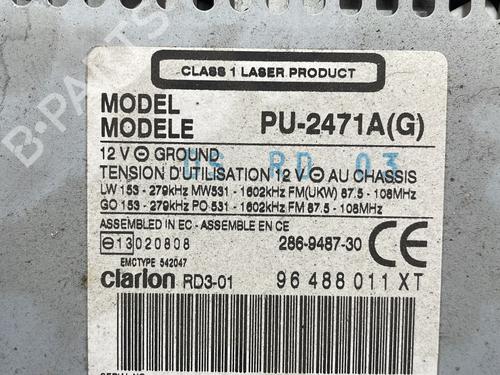 CLASS 1 LASER PRODUCT
MODEL
MODELE PU-2471A(G)
12 V ⊖ GROUND
05 RD 03
TENSION D'UTILISATION 12 V ⊖ AU CHASSIS
LW 153 - 279kHz MW531 - 1602kHz FM(UKW) 87.5 - 108MHz
GO 153 - 279kHz PO 531 - 1602kHz FM 87.5 - 108MHz
ASSEMBLED IN EC - ASSEMBLE EN CE
e13 020808 286-9487-30 CE
EMCTYPE 542047
clarion RD3-01 96 488 011 XT
B-PARTS